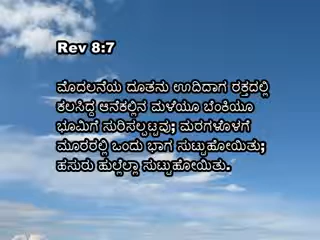 Rev 8:7
ಮೊದಲನೆಯ ದೂತನು ಊದಿದಾಗ ರಕ್ತದಲ್ಲಿ
ಕಲಸಿದ್ದ ಆನೆಕಲ್ಲಿನ ಮಳೆಯೂ ಬೆಂಕಿಯೂ
ಭೂಮಿಗೆ ಸುರಿಸಲ್ಪಟ್ಟವು; ಮರಗಳೊಳಗೆ
ಮೂರರಲ್ಲಿ ಒಂದು ಭಾಗ ಸುಟ್ಟುಹೋಯಿತು;
ಹಸುರು ಹುಲ್ಲೆಲ್ಲಾ ಸುಟ್ಟುಹೋಯಿತು.